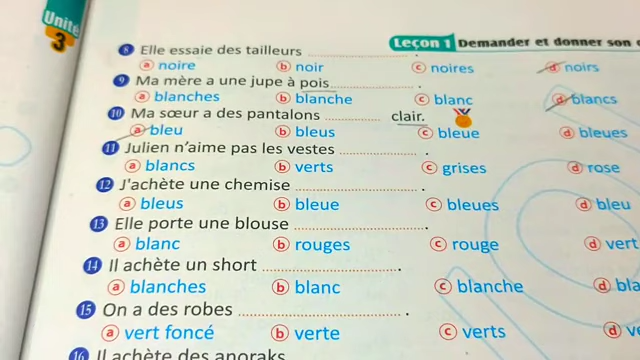 Unité
3
Leçon 1 Demander et donner son
8 Elle essaie des tailleurs ....................
a noire b noir c noires d noirs
9 Ma mère a une jupe à pois.................... .
a blanches b blanche c blanc d blancs
10 Ma sœur a des pantalons ............ clair.
a bleu b bleus c bleue d bleues
11 Julien n'aime pas les vestes .................... .
a blancs b verts c grises d rose
12 J'achète une chemise .................... .
a bleus b bleue c bleues d bleu
13 Elle porte une blouse .................... .
a blanc b rouges c rouge d vert
14 Il achète un short .................... .
a blanches b blanc c blanche d bla
15 On a des robes .................... .
a vert foncé b verte c verts d ve
16 Il achète des anoraks